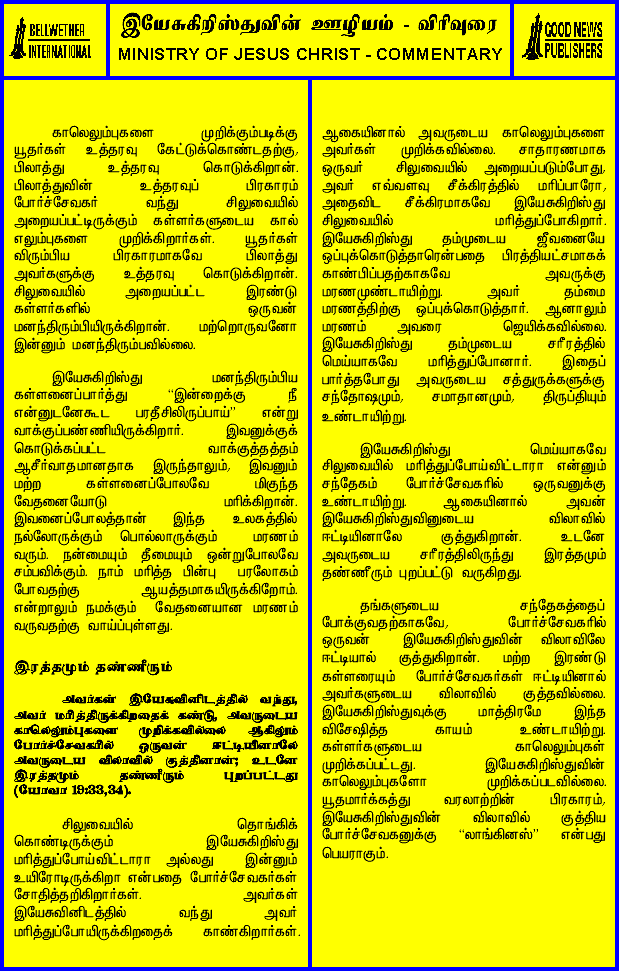 BELLWETHER
INTERNATIONAL
இயேசுகிறிஸ்துவின் ஊழியம் - விரிவுரை
MINISTRY OF JESUS CHRIST - COMMENTARY
GOOD NEWS
PUBLISHERS
காலெலும்புகளை முறிக்கும்படிக்கு
யூதர்கள் உத்தரவு கேட்டுக்கொண்டதற்கு,
பிலாத்து உத்தரவு கொடுக்கிறான்.
பிலாத்துவின் உத்தரவுப் பிரகாரம்
போர்ச்சேவகர் வந்து சிலுவையில்
அறையப்பட்டிருக்கும் கள்ளர்களுடைய கால்
எலும்புகளை முறிக்கிறார்கள். யூதர்கள்
விரும்பிய பிரகாரமாகவே பிலாத்து
அவர்களுக்கு உத்தரவு கொடுக்கிறான்.
சிலுவையில் அறையப்பட்ட இரண்டு
கள்ளர்களில் ஒருவன்
மனந்திரும்பியிருக்கிறான். மற்றொருவனோ
இன்னும் மனந்திரும்பவில்லை.
இயேசுகிறிஸ்து மனந்திரும்பிய
கள்ளனைப்பார்த்து "இன்றைக்கு நீ
என்னுடனேகூட பரதீசிலிருப்பாய்" என்று
வாக்குப்பண்ணியிருக்கிறார். இவனுக்குக்
கொடுக்கப்பட்ட வாக்குத்தத்தம்
ஆசீர்வாதமானதாக இருந்தாலும், இவனும்
மற்ற கள்ளனைப்போலவே மிகுந்த
வேதனையோடு மரிக்கிறான்.
இவனைப்போலத்தான் இந்த உலகத்தில்
நல்லோருக்கும் பொல்லாருக்கும் மரணம்
வரும். நன்மையும் தீமையும் ஒன்றுபோலவே
சம்பவிக்கும். நாம் மரித்த பின்பு பரலோகம்
போவதற்கு ஆயத்தமாகயிருக்கிறோம்.
என்றாலும் நமக்கும் வேதனையான மரணம்
வருவதற்கு வாய்ப்புள்ளது.
இரத்தமும் தண்ணீரும்
அவர்கள் இயேசுவினிடத்தில் வந்து,
அவர் மரித்திருக்கிறதைக் கண்டு, அவருடைய
காலெலும்புகளை முறிக்கவில்லை ஆகிலும்
போர்ச்சேவகரில் ஒருவன் ஈட்டியினாலே
அவருடைய விலாவில் குத்தினான்; உடனே
இரத்தமும் தண்ணீரும் புறப்பட்டது
(யோவா 19:33,34).
சிலுவையில் தொங்கிக்
கொண்டிருக்கும் இயேசுகிறிஸ்து
மரித்துப்போய்விட்டாரா அல்லது இன்னும்
உயிரோடிருக்கிறா என்பதை போர்ச்சேவகர்கள்
சோதித்தறிகிறார்கள். அவர்கள்
இயேசுவினிடத்தில் வந்து அவர்
மரித்துப்போயிருக்கிறதைக் காண்கிறார்கள்.
ஆகையினால் அவருடைய காலெலும்புகளை
அவர்கள் முறிக்கவில்லை. சாதாரணமாக
ஒருவர் சிலுவையில் அறையப்படும்போது,
அவர் எவ்வளவு சீக்கிரத்தில் மரிப்பாரோ,
அதைவிட சீக்கிரமாகவே இயேசுகிறிஸ்து
சிலுவையில் மரித்துப்போகிறார்.
இயேசுகிறிஸ்து தம்முடைய ஜீவனையே
ஒப்புக்கொடுத்தாரென்பதை பிரத்தியட்சமாகக்
காண்பிப்பதற்காகவே அவருக்கு
மரணமுண்டாயிற்று. அவர் தம்மை
மரணத்திற்கு ஒப்புக்கொடுத்தார். ஆனாலும்
மரணம் அவரை ஜெயிக்கவில்லை.
இயேசுகிறிஸ்து தம்முடைய சரீரத்தில்
மெய்யாகவே மரித்துப்போனார். இதைப்
பார்த்தபோது அவருடைய சத்துருக்களுக்கு
சந்தோஷமும், சமாதானமும், திருப்தியும்
உண்டாயிற்று.
இயேசுகிறிஸ்து மெய்யாகவே
சிலுவையில் மரித்துப்போய்விட்டாரா என்னும்
சந்தேகம் போர்ச்சேவகரில் ஒருவனுக்கு
உண்டாயிற்று. ஆகையினால் அவன்
இயேசுகிறிஸ்துவினுடைய விலாவில்
ஈட்டியினாலே குத்துகிறான். உடனே
அவருடைய சரீரத்திலிருந்து இரத்தமும்
தண்ணீரும் புறப்பட்டு வருகிறது.
தங்களுடைய சந்தேகத்தைப்
போக்குவதற்காகவே, போர்ச்சேவகரில்
ஒருவன் இயேசுகிறிஸ்துவின் விலாவிலே
ஈட்டியால் குத்துகிறான். மற்ற இரண்டு
கள்ளரையும் போர்ச்சேவகர்கள் ஈட்டியினால்
அவர்களுடைய விலாவில் குத்தவில்லை.
இயேசுகிறிஸ்துவுக்கு மாத்திரமே இந்த
விசேஷித்த காயம் உண்டாயிற்று.
கள்ளர்களுடைய காலெலும்புகள்
முறிக்கப்பட்டது. இயேசுகிறிஸ்துவின்
காலெலும்புகளோ முறிக்கப்படவில்லை.
யூதமார்க்கத்து வரலாற்றின் பிரகாரம்,
இயேசுகிறிஸ்துவின் விலாவில் குத்திய
போர்ச்சேவகனுக்கு "லாங்கினஸ்" என்பது
பெயராகும்.